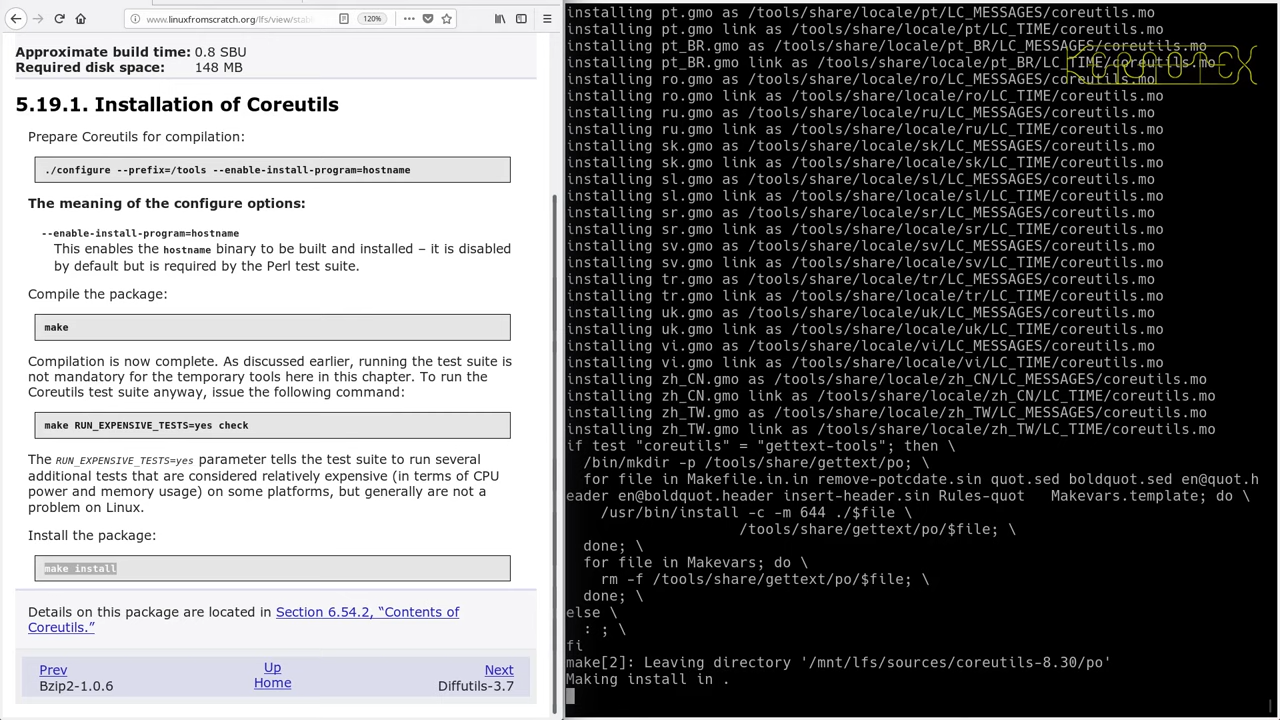 www.linuxfromscratch.org/lfs/view/stab
120%
Approximate build time: 0.8 SBU
Required disk space: 148 MB
5.19.1. Installation of Coreutils
Prepare Coreutils for compilation:
./configure --prefix=/tools --enable-install-program=hostname
The meaning of the configure options:
--enable-install-program=hostname
This enables the hostname binary to be built and installed – it is disabled
by default but is required by the Perl test suite.
Compile the package:
make
Compilation is now complete. As discussed earlier, running the test suite is
not mandatory for the temporary tools here in this chapter. To run the
Coreutils test suite anyway, issue the following command:
make RUN_EXPENSIVE_TESTS=yes check
The RUN_EXPENSIVE_TESTS=yes parameter tells the test suite to run several
additional tests that are considered relatively expensive (in terms of CPU
power and memory usage) on some platforms, but generally are not a
problem on Linux.
Install the package:
make install
Details on this package are located in Section 6.54.2, “Contents of
Coreutils.”
Prev
Bzip2-1.0.6
Up
Home
Next
Diffutils-3.7
installing pt.gmo as /tools/share/locale/pt/LC_MESSAGES/coreutils.mo
installing pt.gmo link as /tools/share/locale/pt/LC_TIME/coreutils.mo
installing pt_BR.gmo as /tools/share/locale/pt_BR/LC_MESSAGES/coreutils.mo
installing pt_BR.gmo link as /tools/share/locale/pt_BR/LC_TIME/coreutils.mo
installing ro.gmo as /tools/share/locale/ro/LC_MESSAGES/coreutils.mo
installing ro.gmo link as /tools/share/locale/ro/LC_TIME/coreutils.mo
installing ru.gmo as /tools/share/locale/ru/LC_MESSAGES/coreutils.mo
installing ru.gmo link as /tools/share/locale/ru/LC_TIME/coreutils.mo
installing sk.gmo as /tools/share/locale/sk/LC_MESSAGES/coreutils.mo
installing sk.gmo link as /tools/share/locale/sk/LC_TIME/coreutils.mo
installing sl.gmo as /tools/share/locale/sl/LC_MESSAGES/coreutils.mo
installing sl.gmo link as /tools/share/locale/sl/LC_TIME/coreutils.mo
installing sr.gmo as /tools/share/locale/sr/LC_MESSAGES/coreutils.mo
installing sr.gmo link as /tools/share/locale/sr/LC_TIME/coreutils.mo
installing sv.gmo as /tools/share/locale/sv/LC_MESSAGES/coreutils.mo
installing sv.gmo link as /tools/share/locale/sv/LC_TIME/coreutils.mo
installing tr.gmo as /tools/share/locale/tr/LC_MESSAGES/coreutils.mo
installing tr.gmo link as /tools/share/locale/tr/LC_TIME/coreutils.mo
installing uk.gmo as /tools/share/locale/uk/LC_MESSAGES/coreutils.mo
installing uk.gmo link as /tools/share/locale/uk/LC_TIME/coreutils.mo
installing vi.gmo as /tools/share/locale/vi/LC_MESSAGES/coreutils.mo
installing vi.gmo link as /tools/share/locale/vi/LC_TIME/coreutils.mo
installing zh_CN.gmo as /tools/share/locale/zh_CN/LC_MESSAGES/coreutils.mo
installing zh_CN.gmo link as /tools/share/locale/zh_CN/LC_TIME/coreutils.mo
installing zh_TW.gmo as /tools/share/locale/zh_TW/LC_MESSAGES/coreutils.mo
installing zh_TW.gmo link as /tools/share/locale/zh_TW/LC_TIME/coreutils.mo
if test "coreutils" = "gettext-tools"; then \
/bin/mkdir -p /tools/share/gettext/po; \
for file in Makefile.in.in remove-potcdate.sin quot.sed boldquot.sed en@quot.h
eader en@boldquot.header insert-header.sin Rules-quot Makevars.template; do \
/usr/bin/install -c -m 644 ./$file \
/tools/share/gettext/po/$file; \
done; \
for file in Makevars; do \
rm -f /tools/share/gettext/po/$file; \
done; \
else \
: ; \
fi
make[2]: Leaving directory '/mnt/lfs/sources/coreutils-8.30/po'
Making install in .